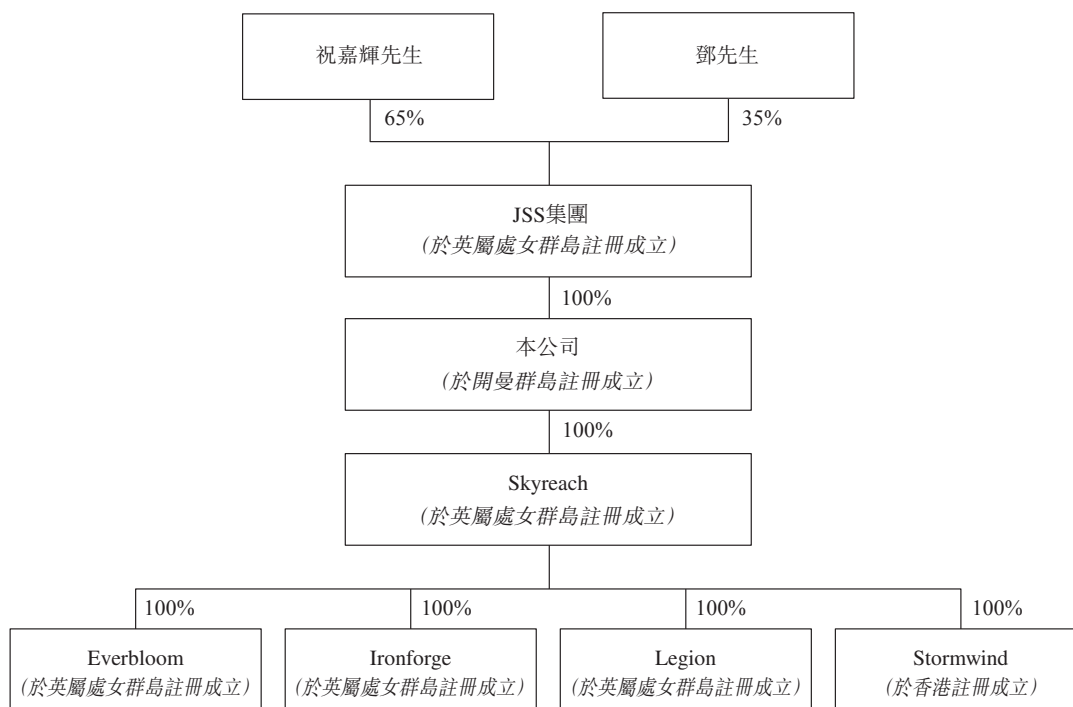 祝嘉輝先生
鄧先生
65%
35%
JSS集團
(於英屬處女群島註冊成立)
100%
本公司
(於開曼群島註冊成立)
100%
Skyreach
(於英屬處女群島註冊成立)
100%
100%
100%
100%
Everbloom
(於英屬處女群島註冊成立)
Ironforge
(於英屬處女群島註冊成立)
Legion
(於英屬處女群島註冊成立)
Stormwind
(於香港註冊成立)